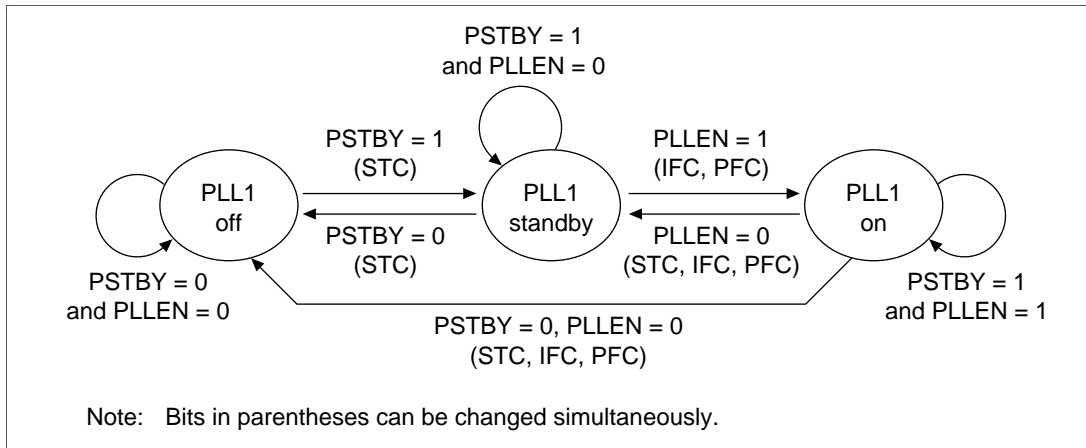 PSTBY = 1
and PLLEN = 0
PSTBY = 1
(STC)
PLLEN = 1
(IFC, PFC)
PLL1
off
PLL1
standby
PLL1
on
PSTBY = 0
(STC)
PLLEN = 0
(STC, IFC, PFC)
PSTBY = 0
and PLLEN = 0
PSTBY = 1
and PLLEN = 1
PSTBY = 0, PLLEN = 0
(STC, IFC, PFC)
Note: Bits in parentheses can be changed simultaneously.